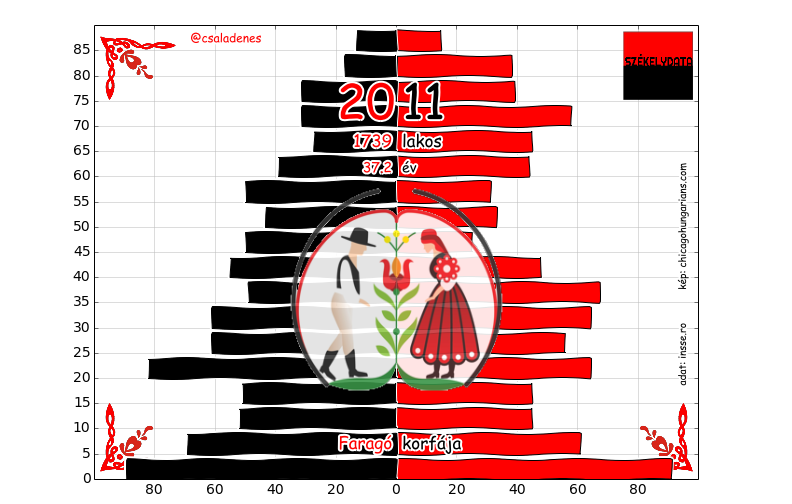 @csaladenes
SZÉKELYDATA
2011
1739 lakos
37,2 év
kép: chicagohungarians.com
adat: insse.ro
Faragó korfája
85
80
75
70
65
60
55
50
45
40
35
30
25
20
15
10
5
0
80 60 40 20 0 20 40 60 80